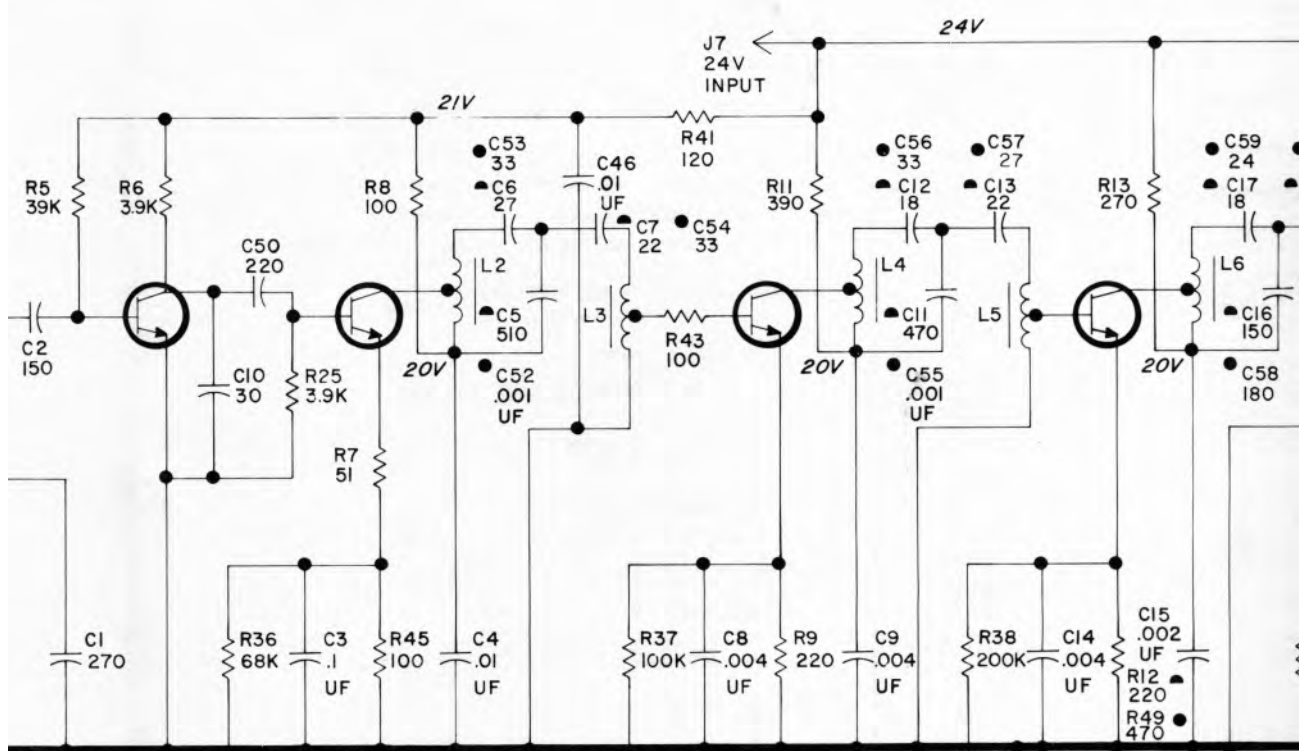 24V
J7
24V
INPUT
21V
R41
120
C53
33
C6
27
C46
.01
UF
C7
22
C54
33
C56
33
C12
18
C57
27
C13
22
C59
24
C17
18
R5
39K
R6
3.9K
R8
100
R11
390
R13
270
C50
220
L2
C5
510
L3
L4
C11
470
L5
L6
C16
150
C2
150
C10
30
R25
3.9K
20V
C52
.001
UF
R43
100
20V
C55
.001
UF
20V
C58
180
R7
51
C1
270
R36
68K
C3
.1
UF
R45
100
C4
.01
UF
R37
100K
C8
.004
UF
R9
220
C9
.004
UF
R38
200K
C14
.004
UF
C15
.002
UF
R12
220
R49
470